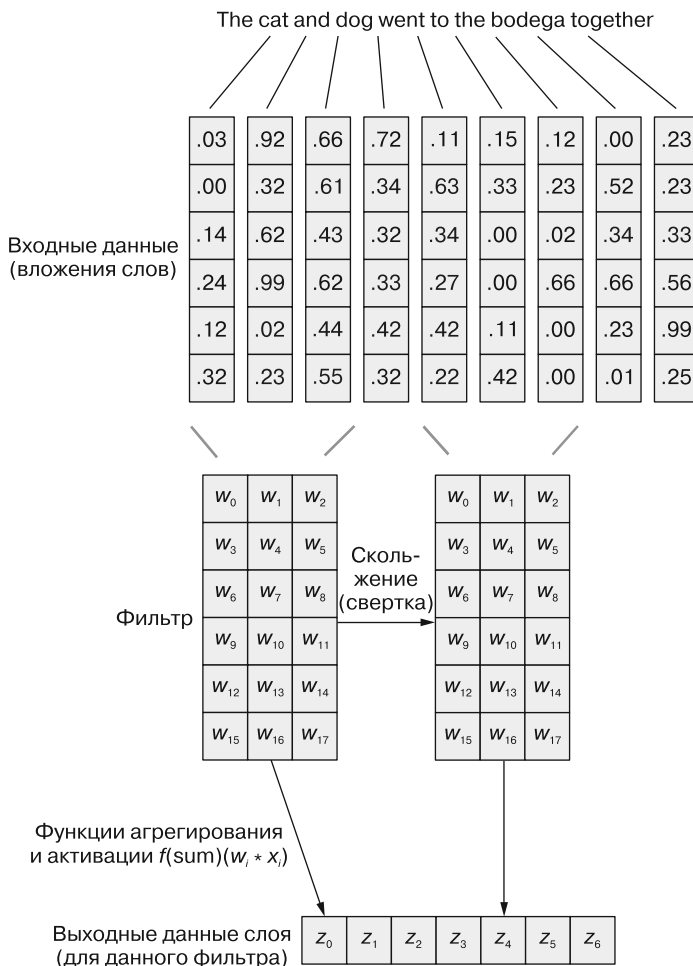 The cat and dog went to the bodega together
.03 .92 .66 .72 .11 .15 .12 .00 .23
.00 .32 .61 .34 .63 .33 .23 .52 .23
Входные данные
(вложения слов)
.14 .62 .43 .32 .34 .00 .02 .34 .33
.24 .99 .62 .33 .27 .00 .66 .66 .56
.12 .02 .44 .42 .42 .11 .00 .23 .99
.32 .23 .55 .32 .22 .42 .00 .01 .25
w₀ w₁ w₂ w₀ w₁ w₂
w₃ w₄ w₅ w₃ w₄ w₅
Сколь-
жение
(свертка)
w₆ w₇ w₈ w₆ w₇ w₈
Фильтр
w₉ w₁₀ w₁₁ w₉ w₁₀ w₁₁
w₁₂ w₁₃ w₁₄ w₁₂ w₁₃ w₁₄
w₁₅ w₁₆ w₁₇ w₁₅ w₁₆ w₁₇
Функции агрегирования
и активации f(sum)(wᵢ * xᵢ)
Выходные данные слоя
(для данного фильтра)
z₀ z₁ z₂ z₃ z₄ z₅ z₆